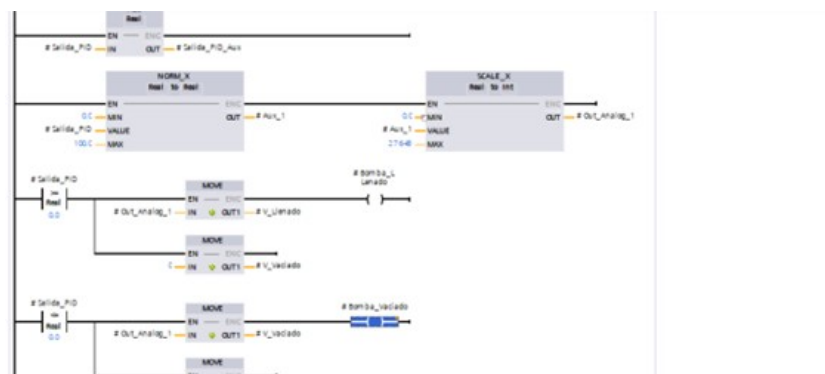 Real
EN ENO
# Salida_PID IN OUT # Salida_PID_Aux
NORM_X SCALE_X
Real to Real Real to Int
EN ENO EN ENO
0.0 MIN OUT # Aux_1 0.0 MIN OUT # Out_Analog_1
# Salida_PID VALUE # Aux_1 VALUE
100.0 MAX 27648 MAX
# Salida_PID # Bomba_L
MOVE lenado
Real EN ENO
0.0 # Out_Analog_1 IN OUT1 # V_Llenado
MOVE
EN ENO
0 IN OUT1 # V_Vaciado
# Salida_PID MOVE # Bomba_Vaciado
Real EN ENO
0.0 # Out_Analog_1 IN OUT1 # V_Vaciado
MOVE